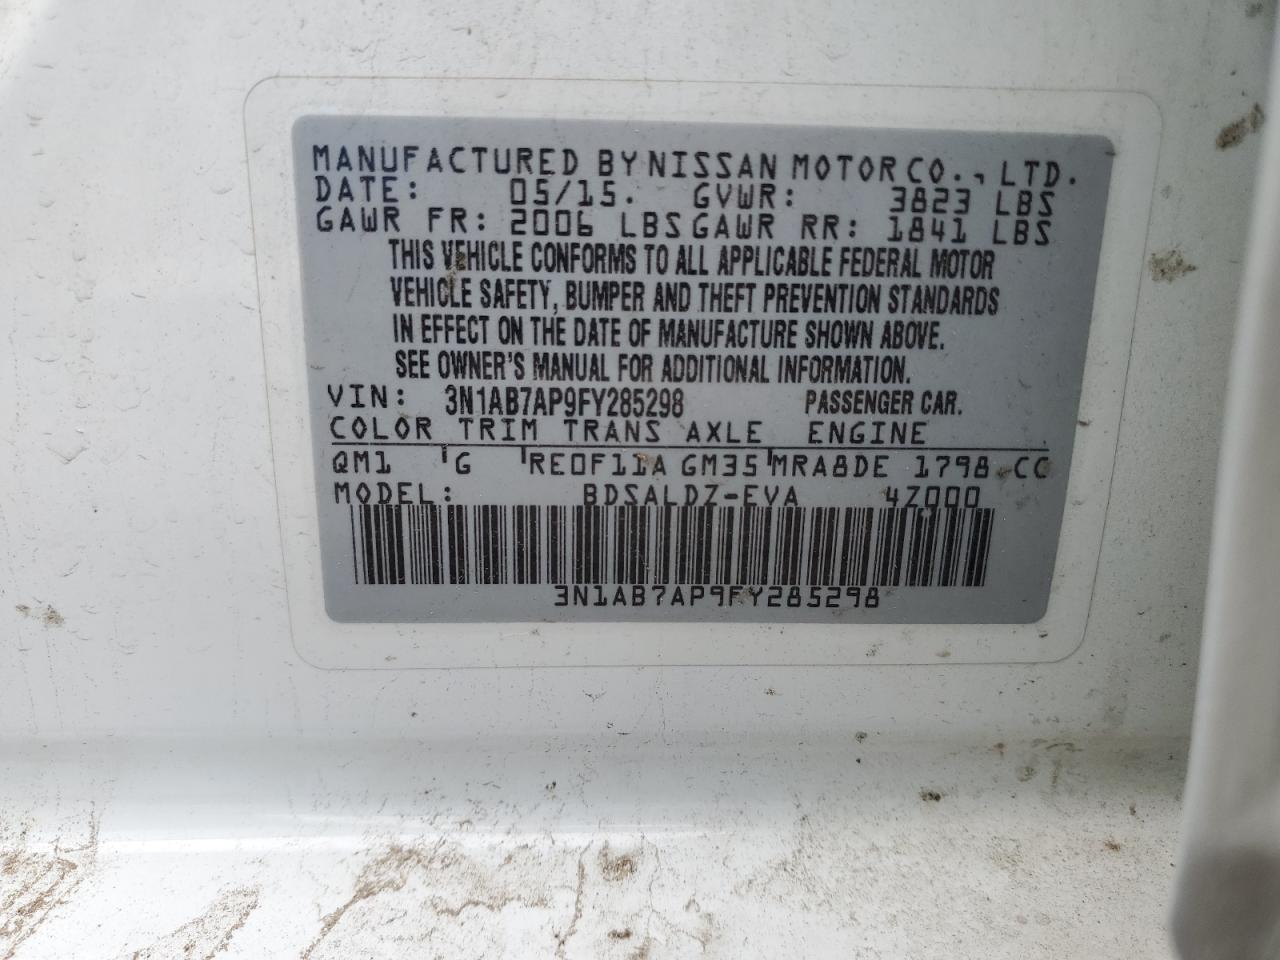 MANUFACTURED BY NISSAN MOTOR CO., LTD.
DATE: 05/15. GVWR: 3823 LBS
GAWR FR: 2006 LBS GAWR RR: 1841 LBS
THIS VEHICLE CONFORMS TO ALL APPLICABLE FEDERAL MOTOR
VEHICLE SAFETY, BUMPER AND THEFT PREVENTION STANDARDS
IN EFFECT ON THE DATE OF MANUFACTURE SHOWN ABOVE.
SEE OWNER'S MANUAL FOR ADDITIONAL INFORMATION.
VIN: 3N1AB7AP9FY285298 PASSENGER CAR.
COLOR TRIM TRANS AXLE ENGINE
QM1 G RE0F11A GM35 MRA8DE 1798 CC
MODEL: BDSALDZ-EVA 4Z000
3N1AB7AP9FY285298